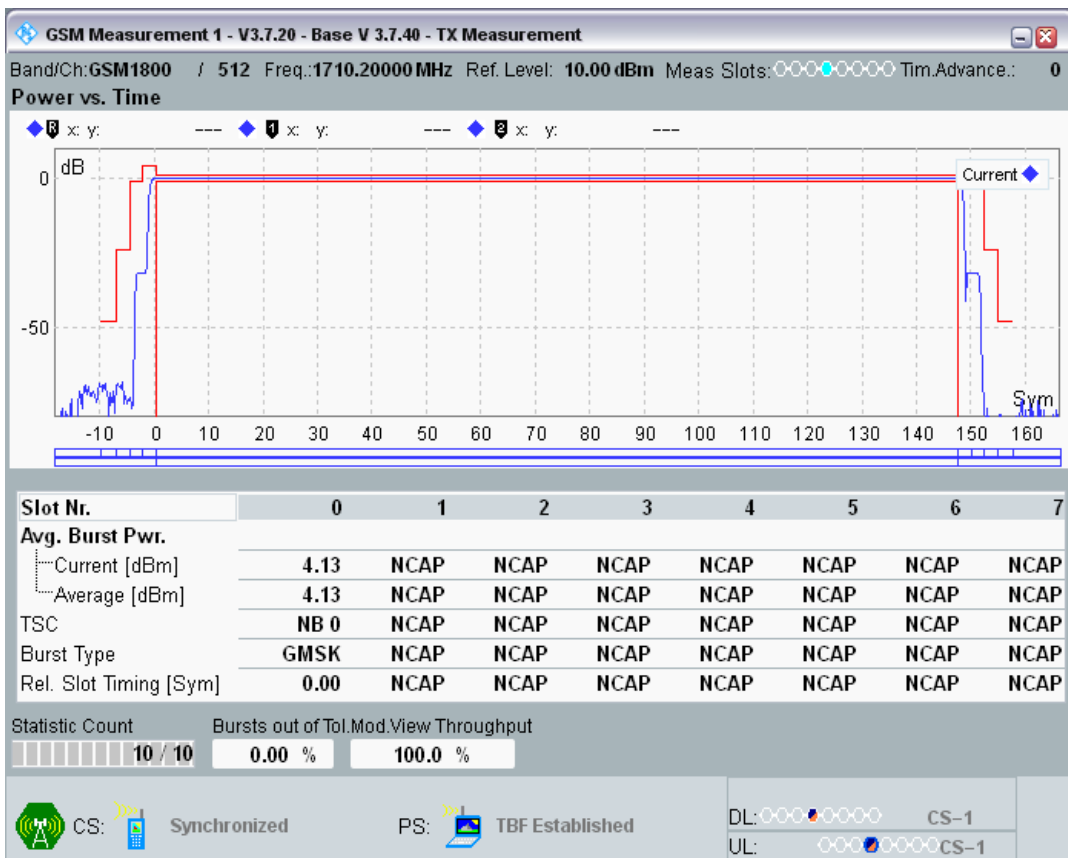 GSM Measurement 1 - V3.7.20 - Base V 3.7.40 - TX Measurement
Band/Ch:GSM1800 / 512 Freq.:1710.20000 MHz Ref. Level: 10.00 dBm Meas Slots: Tim.Advance.: 0
Power vs. Time
R x: y: --- 1 x: y: --- 2 x: y: ---
dB
Current
0
-50
Sym
-10 0 10 20 30 40 50 60 70 80 90 100 110 120 130 140 150 160
Slot Nr. 0 1 2 3 4 5 6 7
Avg. Burst Pwr.
Current [dBm] 4.13 NCAP NCAP NCAP NCAP NCAP NCAP NCAP
Average [dBm] 4.13 NCAP NCAP NCAP NCAP NCAP NCAP NCAP
TSC NB 0 NCAP NCAP NCAP NCAP NCAP NCAP NCAP
Burst Type GMSK NCAP NCAP NCAP NCAP NCAP NCAP NCAP
Rel. Slot Timing [Sym] 0.00 NCAP NCAP NCAP NCAP NCAP NCAP NCAP
Statistic Count Bursts out of Tol.Mod.View Throughput
10 / 10 0.00 % 100.0 %
CS: Synchronized PS: TBF Established DL: CS-1
UL: CS-1